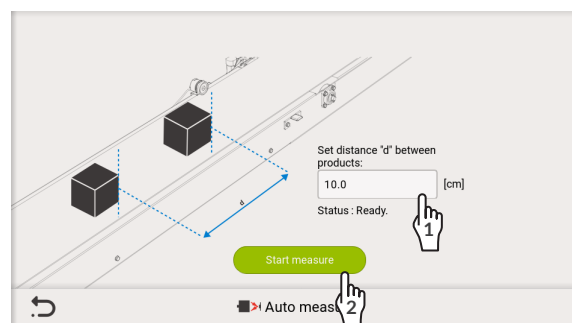 Set distance "d" between
products:
10.0 [cm]
Status : Ready.
1
d
Start measure
Auto meas
2